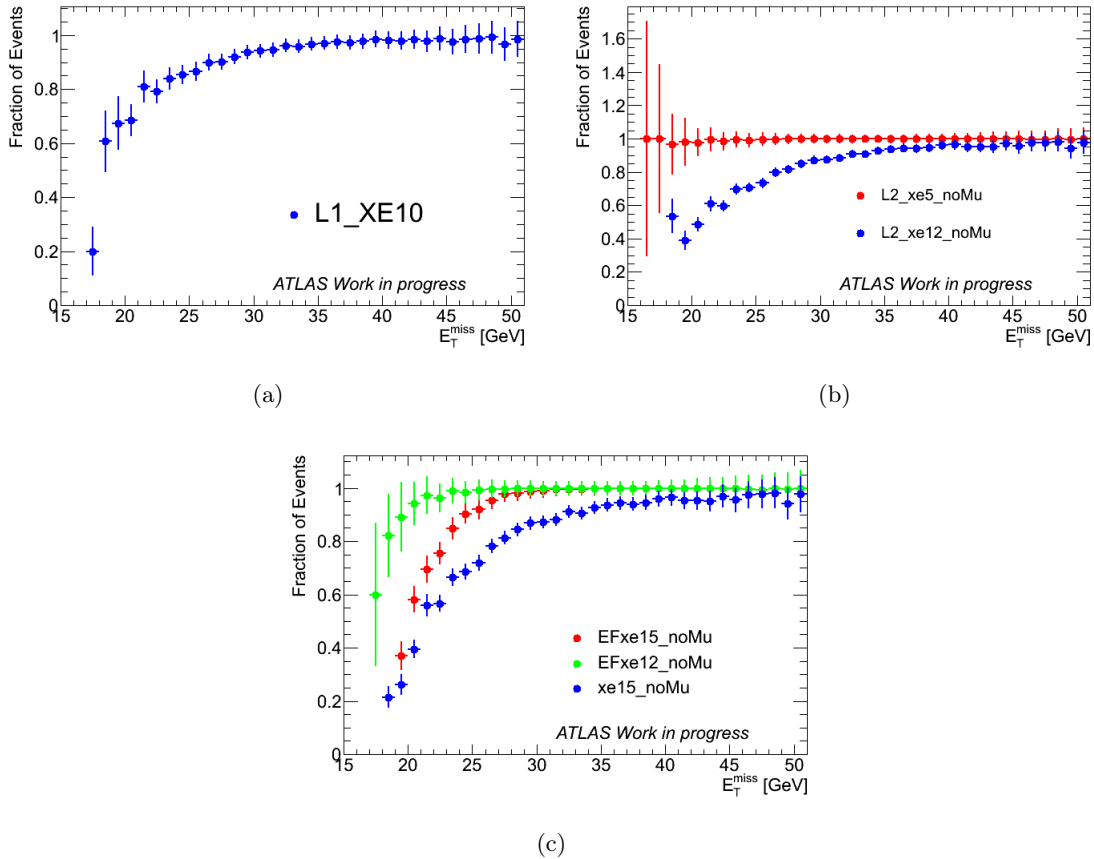 Fraction of Events
1
0.8
0.6
0.4
0.2
0
L1_XE10
ATLAS Work in progress
15 20 25 30 35 40 45 50
E_T^miss [GeV]
(a)
Fraction of Events
1.6
1.4
1.2
1
0.8
0.6
0.4
0.2
0
L2_xe5_noMu
L2_xe12_noMu
ATLAS Work in progress
15 20 25 30 35 40 45 50
E_T^miss [GeV]
(b)
Fraction of Events
1
0.8
0.6
0.4
0.2
0
EFxe15_noMu
EFxe12_noMu
xe15_noMu
ATLAS Work in progress
15 20 25 30 35 40 45 50
E_T^miss [GeV]
(c)